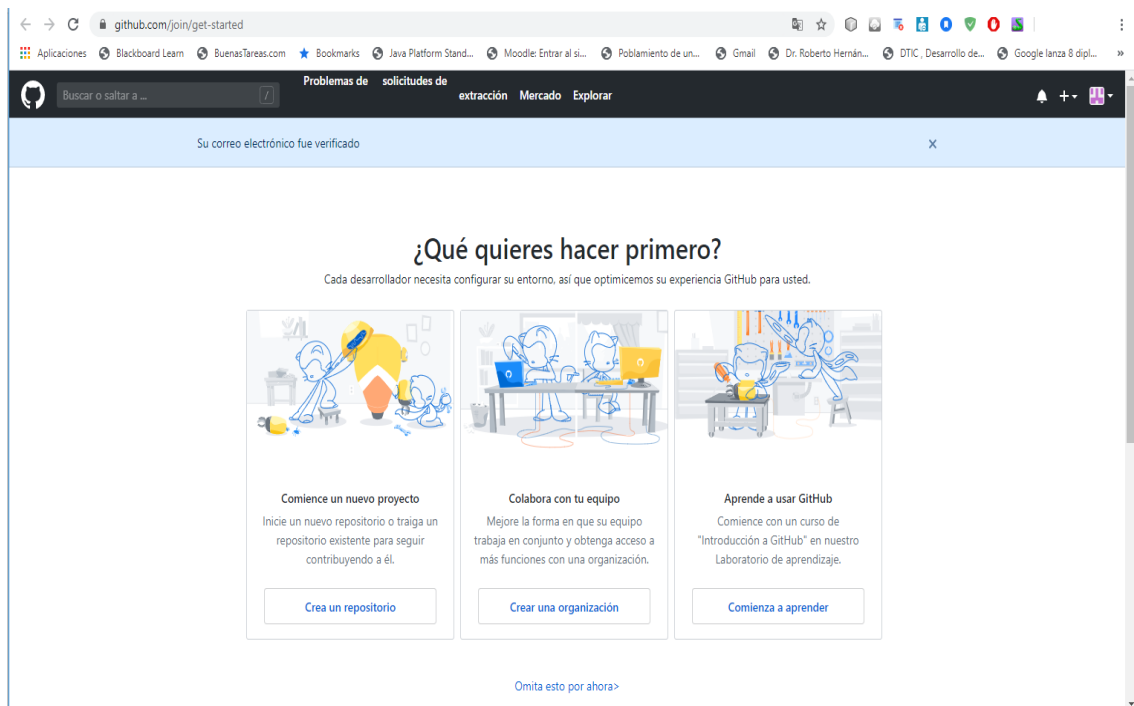 github.com/join/get-started
Aplicaciones Blackboard Learn BuenasTareas.com Bookmarks Java Platform Stand... Moodle: Entrar al si... Poblamiento de un... Gmail Dr. Roberto Hernán... DTIC , Desarrollo de... Google lanza 8 dipl... »
Buscar o saltar a ... /
Problemas de solicitudes de
extracción Mercado Explorar
Su correo electrónico fue verificado
¿Qué quieres hacer primero?
Cada desarrollador necesita configurar su entorno, así que optimicemos su experiencia GitHub para usted.
Comience un nuevo proyecto
Inicie un nuevo repositorio o traiga un
repositorio existente para seguir
contribuyendo a él.
Crea un repositorio
Colabora con tu equipo
Mejore la forma en que su equipo
trabaja en conjunto y obtenga acceso a
más funciones con una organización.
Crear una organización
Aprende a usar GitHub
Comience con un curso de
"Introducción a GitHub" en nuestro
Laboratorio de aprendizaje.
Comienza a aprender
Omita esto por ahora>